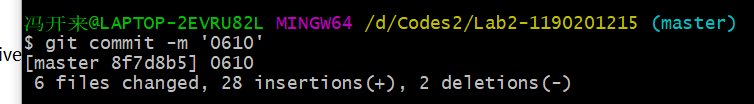 冯开来@LAPTOP-2EVRU82L MINGW64 /d/Codes2/Lab2-1190201215 (master)
$ git commit -m '0610'
ive
[master 8f7d8b5] 0610
 6 files changed, 28 insertions(+), 2 deletions(-)